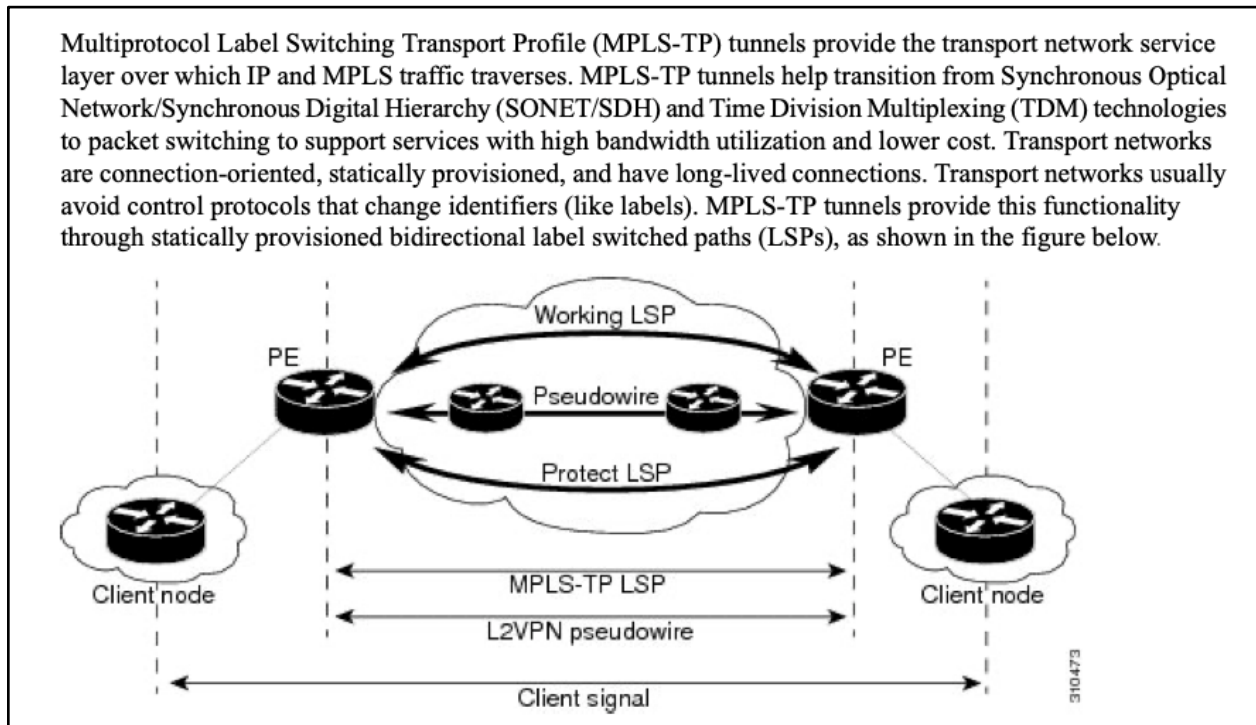 Multiprotocol Label Switching Transport Profile (MPLS-TP) tunnels provide the transport network service
layer over which IP and MPLS traffic traverses. MPLS-TP tunnels help transition from Synchronous Optical
Network/Synchronous Digital Hierarchy (SONET/SDH) and Time Division Multiplexing (TDM) technologies
to packet switching to support services with high bandwidth utilization and lower cost. Transport networks
are connection-oriented, statically provisioned, and have long-lived connections. Transport networks usually
avoid control protocols that change identifiers (like labels). MPLS-TP tunnels provide this functionality
through statically provisioned bidirectional label switched paths (LSPs), as shown in the figure below.
Working LSP
PE
PE
Pseudowire
Protect LSP
MPLS-TP LSP
Client node
Client node
L2VPN pseudowire
Client signal
310473